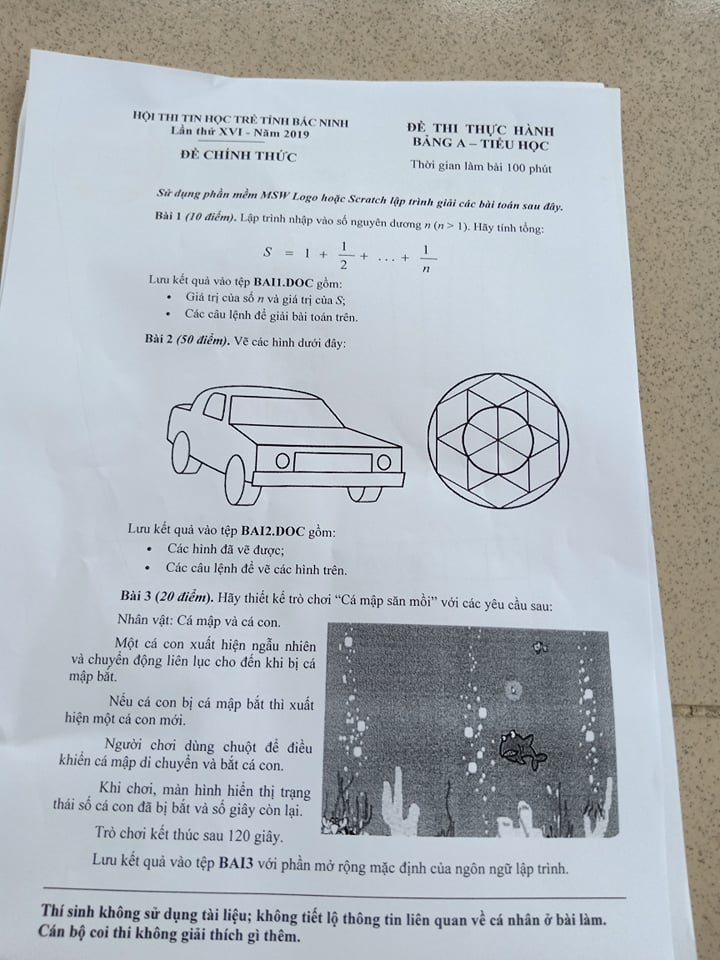 HỘI THI TIN HỌC TRẺ TỈNH BẮC NINH
Lần thứ XVI - Năm 2019
ĐỀ CHÍNH THỨC
ĐỀ THI THỰC HÀNH
BẢNG A – TIỂU HỌC
Thời gian làm bài 100 phút
Sử dụng phần mềm MSW Logo hoặc Scratch lập trình giải các bài toán sau đây.
Bài 1 (10 điểm). Lập trình nhập vào số nguyên dương n (n > 1). Hãy tính tổng:
S = 1 + 1/2 + ... + 1/n
Lưu kết quả vào tệp BAI1.DOC gồm:
• Giá trị của số n và giá trị của S;
• Các câu lệnh để giải bài toán trên.
Bài 2 (50 điểm). Vẽ các hình dưới đây:
Lưu kết quả vào tệp BAI2.DOC gồm:
• Các hình đã vẽ được;
• Các câu lệnh để vẽ các hình trên.
Bài 3 (20 điểm). Hãy thiết kế trò chơi “Cá mập săn mồi” với các yêu cầu sau:
Nhân vật: Cá mập và cá con.
Một cá con xuất hiện ngẫu nhiên
và chuyển động liên lục cho đến khi bị cá
mập bắt.
Nếu cá con bị cá mập bắt thì xuất
hiện một cá con mới.
Người chơi dùng chuột để điều
khiển cá mập di chuyển và bắt cá con.
Khi chơi, màn hình hiển thị trạng
thái số cá con đã bị bắt và số giây còn lại.
Trò chơi kết thúc sau 120 giây.
Lưu kết quả vào tệp BAI3 với phần mở rộng mặc định của ngôn ngữ lập trình.
Thí sinh không sử dụng tài liệu; không tiết lộ thông tin liên quan về cá nhân ở bài làm.
Cán bộ coi thi không giải thích gì thêm.